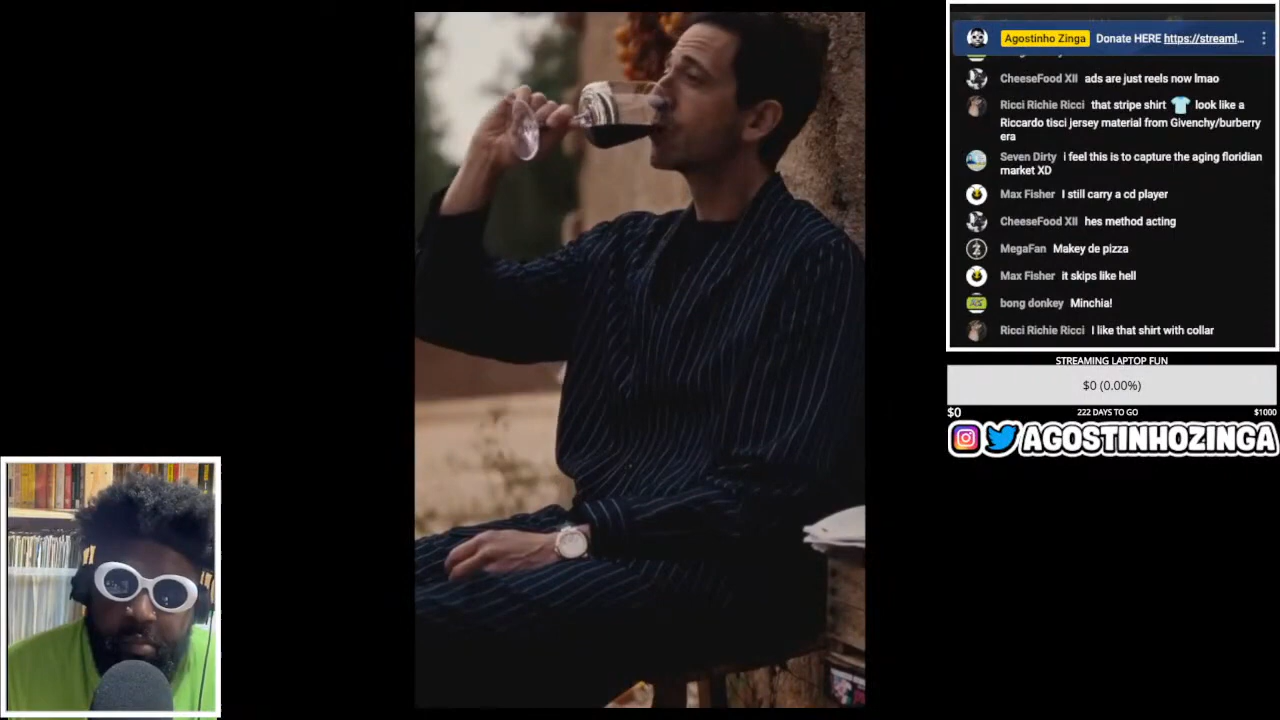 Agostinho Zinga Donate HERE https://streaml...
CheeseFood XII ads are just reels now lmao
Ricci Richie Ricci that stripe shirt 👕 look like a
Riccardo tisci jersey material from Givenchy/burberry
era
Seven Dirty i feel this is to capture the aging floridian
market XD
Max Fisher I still carry a cd player
CheeseFood XII hes method acting
MegaFan Makey de pizza
Max Fisher it skips like hell
bong donkey Minchia!
Ricci Richie Ricci I like that shirt with collar
STREAMING LAPTOP FUN
$0 (0.00%)
$0 222 DAYS TO GO $1000
AGOSTINHOZINGA